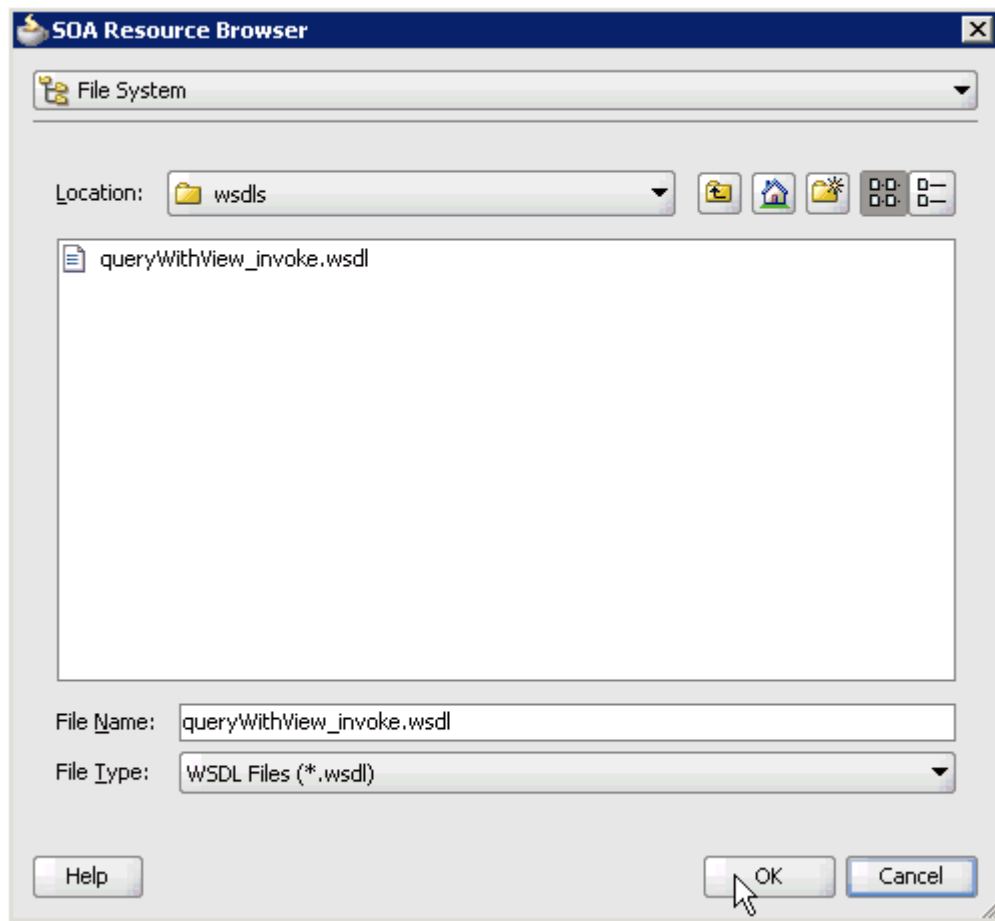 SOA Resource Browser
File System
Location: wsdls
queryWithView_invoke.wsdl
File Name: queryWithView_invoke.wsdl
File Type: WSDL Files (*.wsdl)
Help OK Cancel